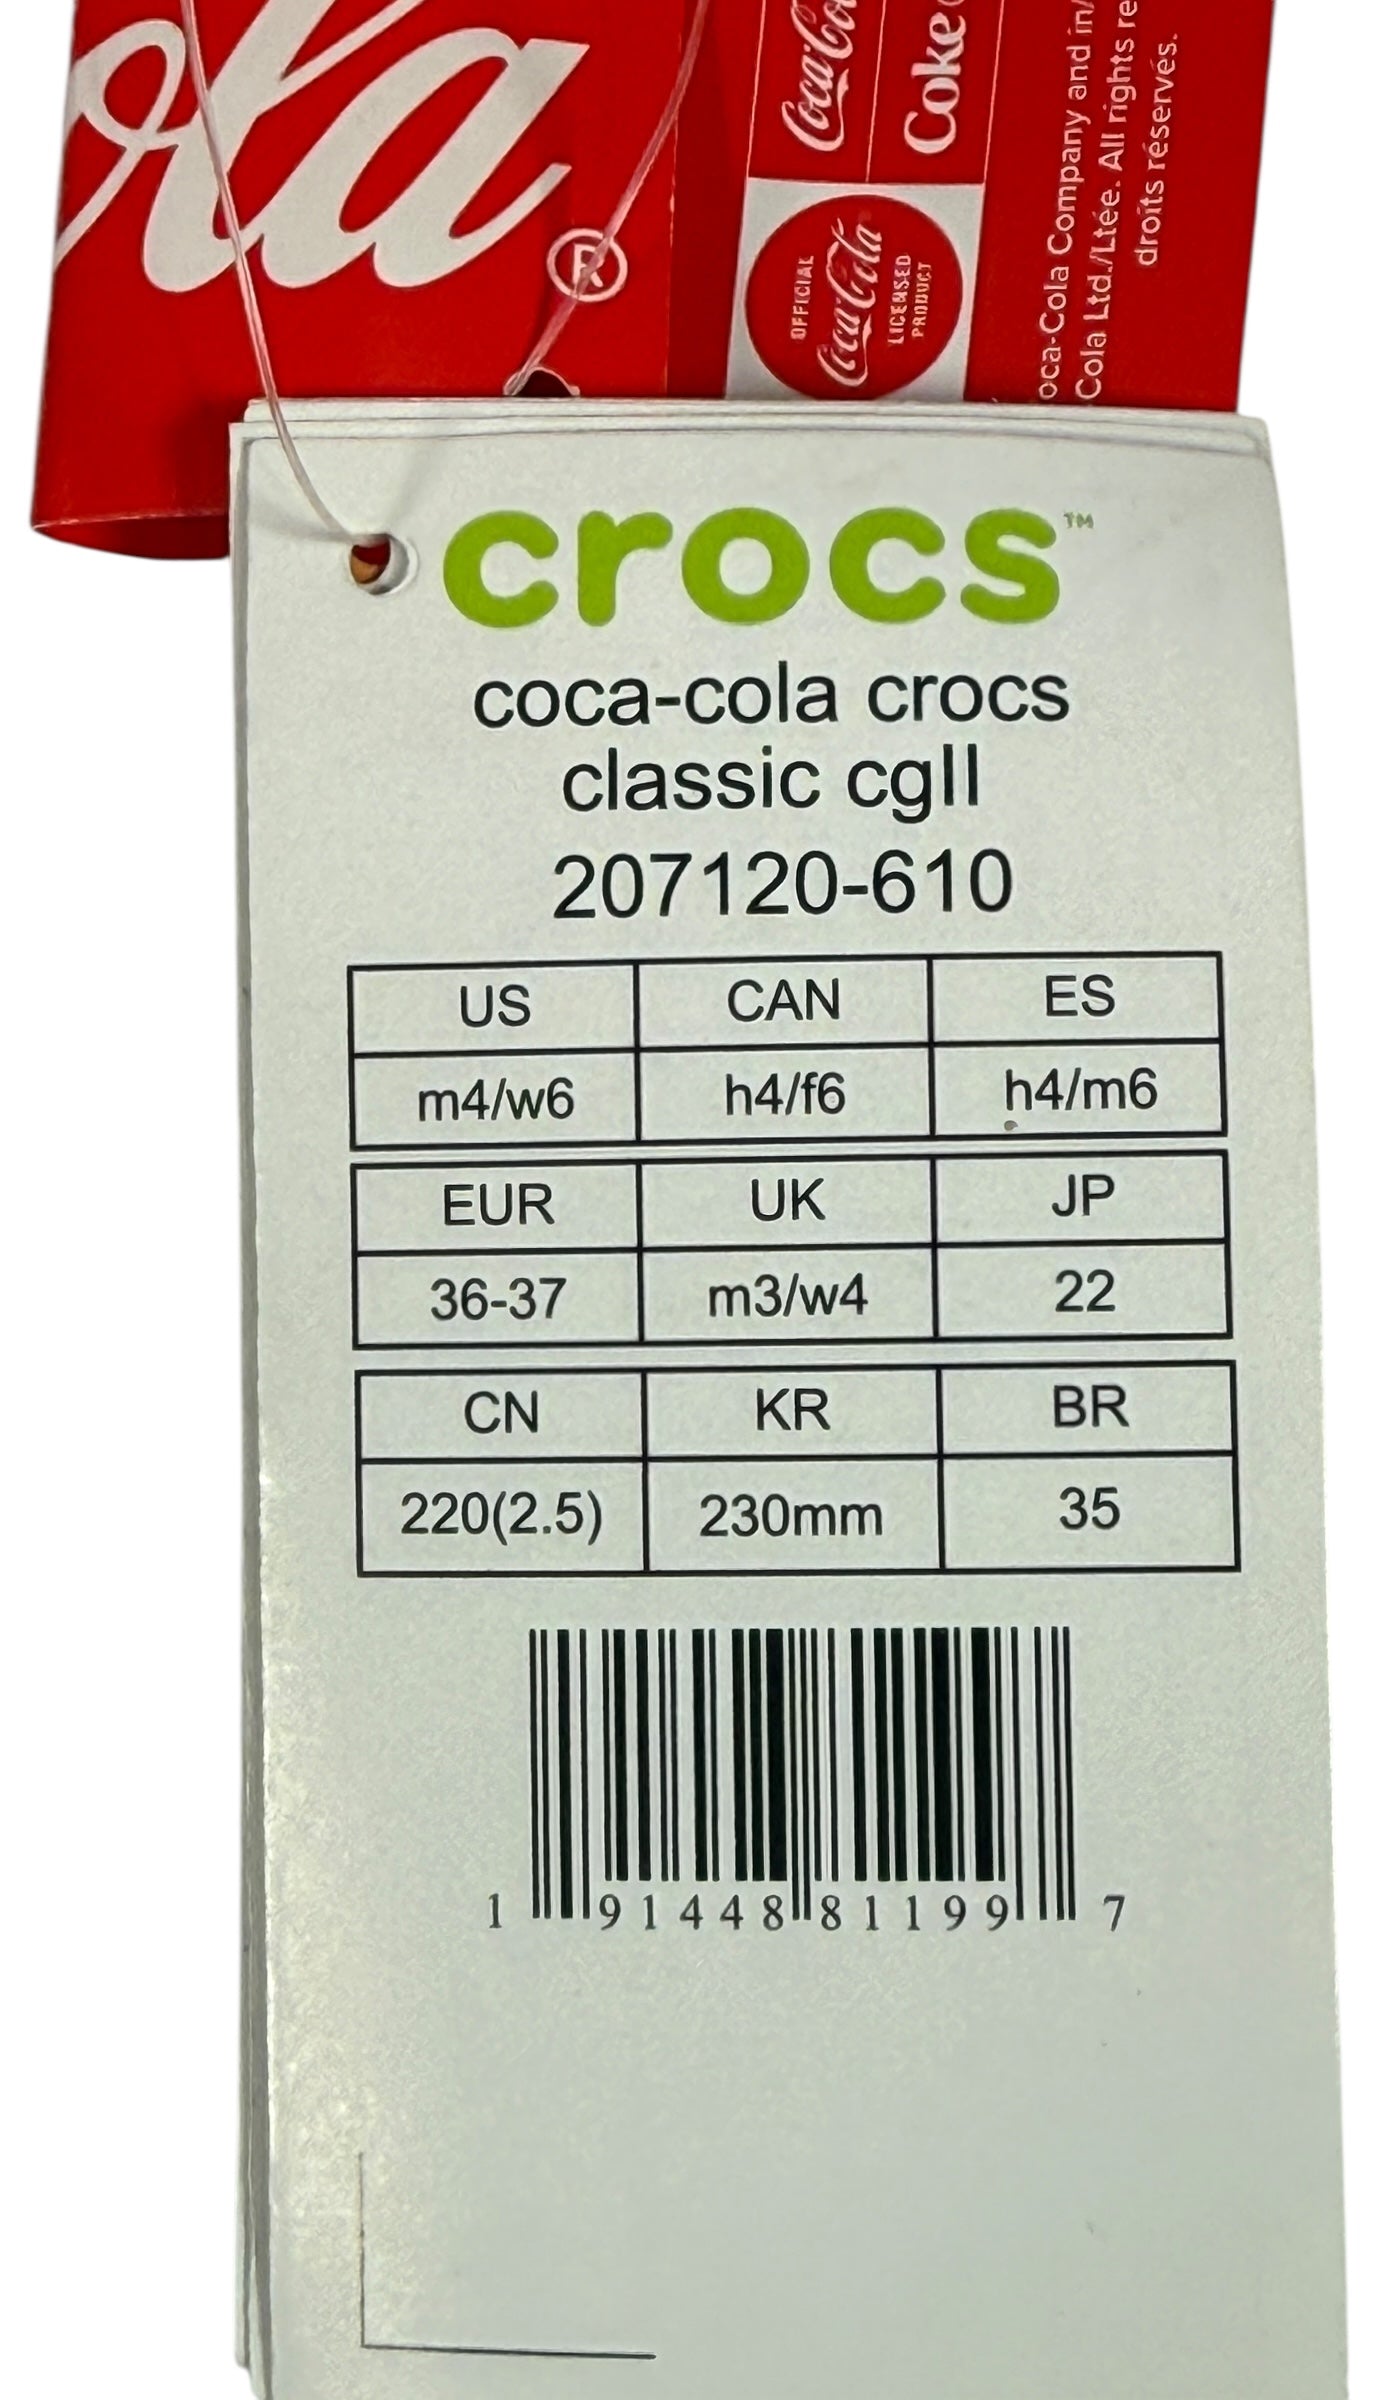 ola®
Coca-Cola
Coke
OFFICIAL
Coca-Cola
LICENSED
PRODUCT
oca-Cola Company and in/
Cola Ltd./Ltée. All rights re
droits réservés.
crocs™
coca-cola crocs
classic cgII
207120-610
US CAN ES
m4/w6 h4/f6 h4/m6
EUR UK JP
36-37 m3/w4 22
CN KR BR
220(2.5) 230mm 35
1 91448 81199 7